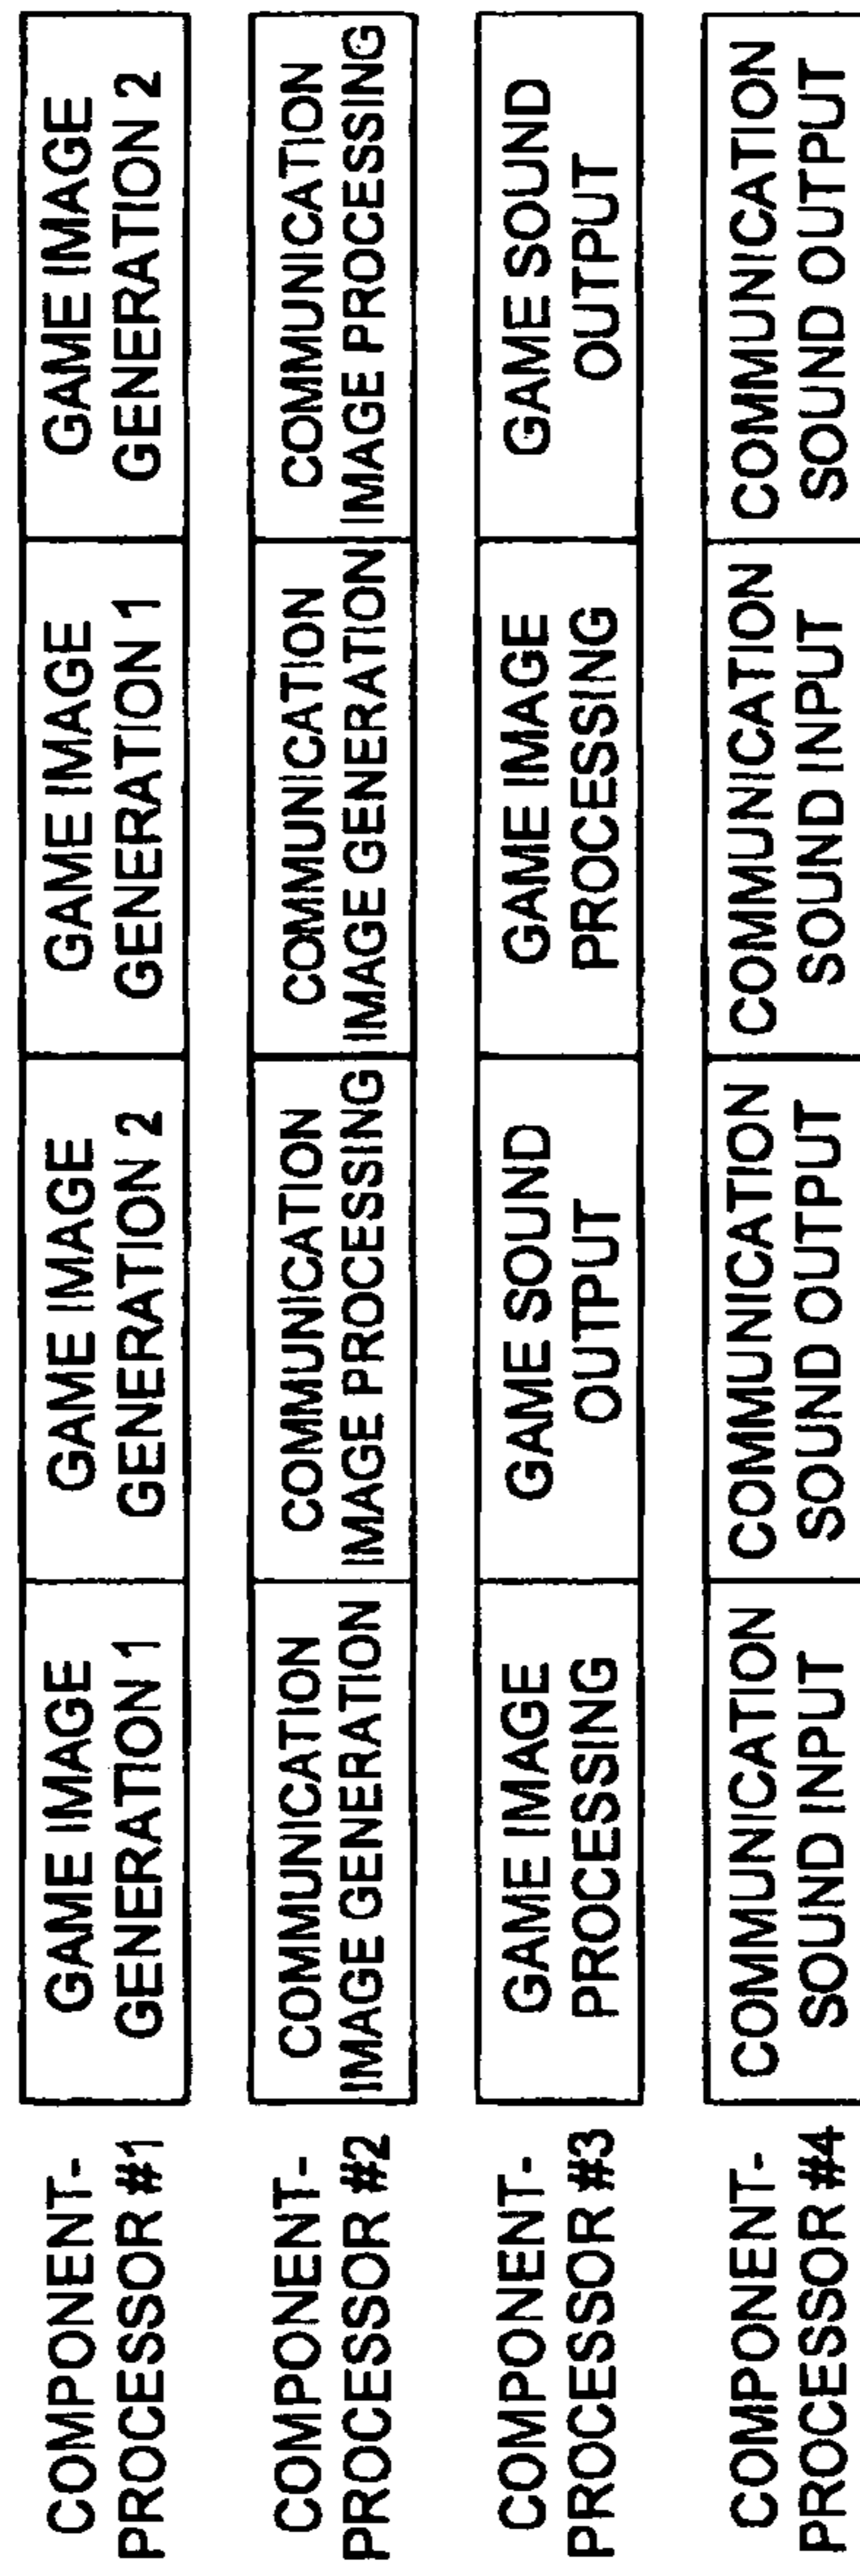 COMPONENT-
PROCESSOR #1
GAME IMAGE
GENERATION 1
GAME IMAGE
GENERATION 2
GAME IMAGE
GENERATION 1
GAME IMAGE
GENERATION 2
COMPONENT-
PROCESSOR #2
COMMUNICATION
IMAGE GENERATION
COMMUNICATION
IMAGE PROCESSING
COMMUNICATION
IMAGE GENERATION
COMMUNICATION
IMAGE PROCESSING
COMPONENT-
PROCESSOR #3
GAME IMAGE
PROCESSING
GAME SOUND
OUTPUT
GAME IMAGE
PROCESSING
GAME SOUND
OUTPUT
COMPONENT-
PROCESSOR #4
COMMUNICATION
SOUND INPUT
COMMUNICATION
SOUND OUTPUT
COMMUNICATION
SOUND INPUT
COMMUNICATION
SOUND OUTPUT